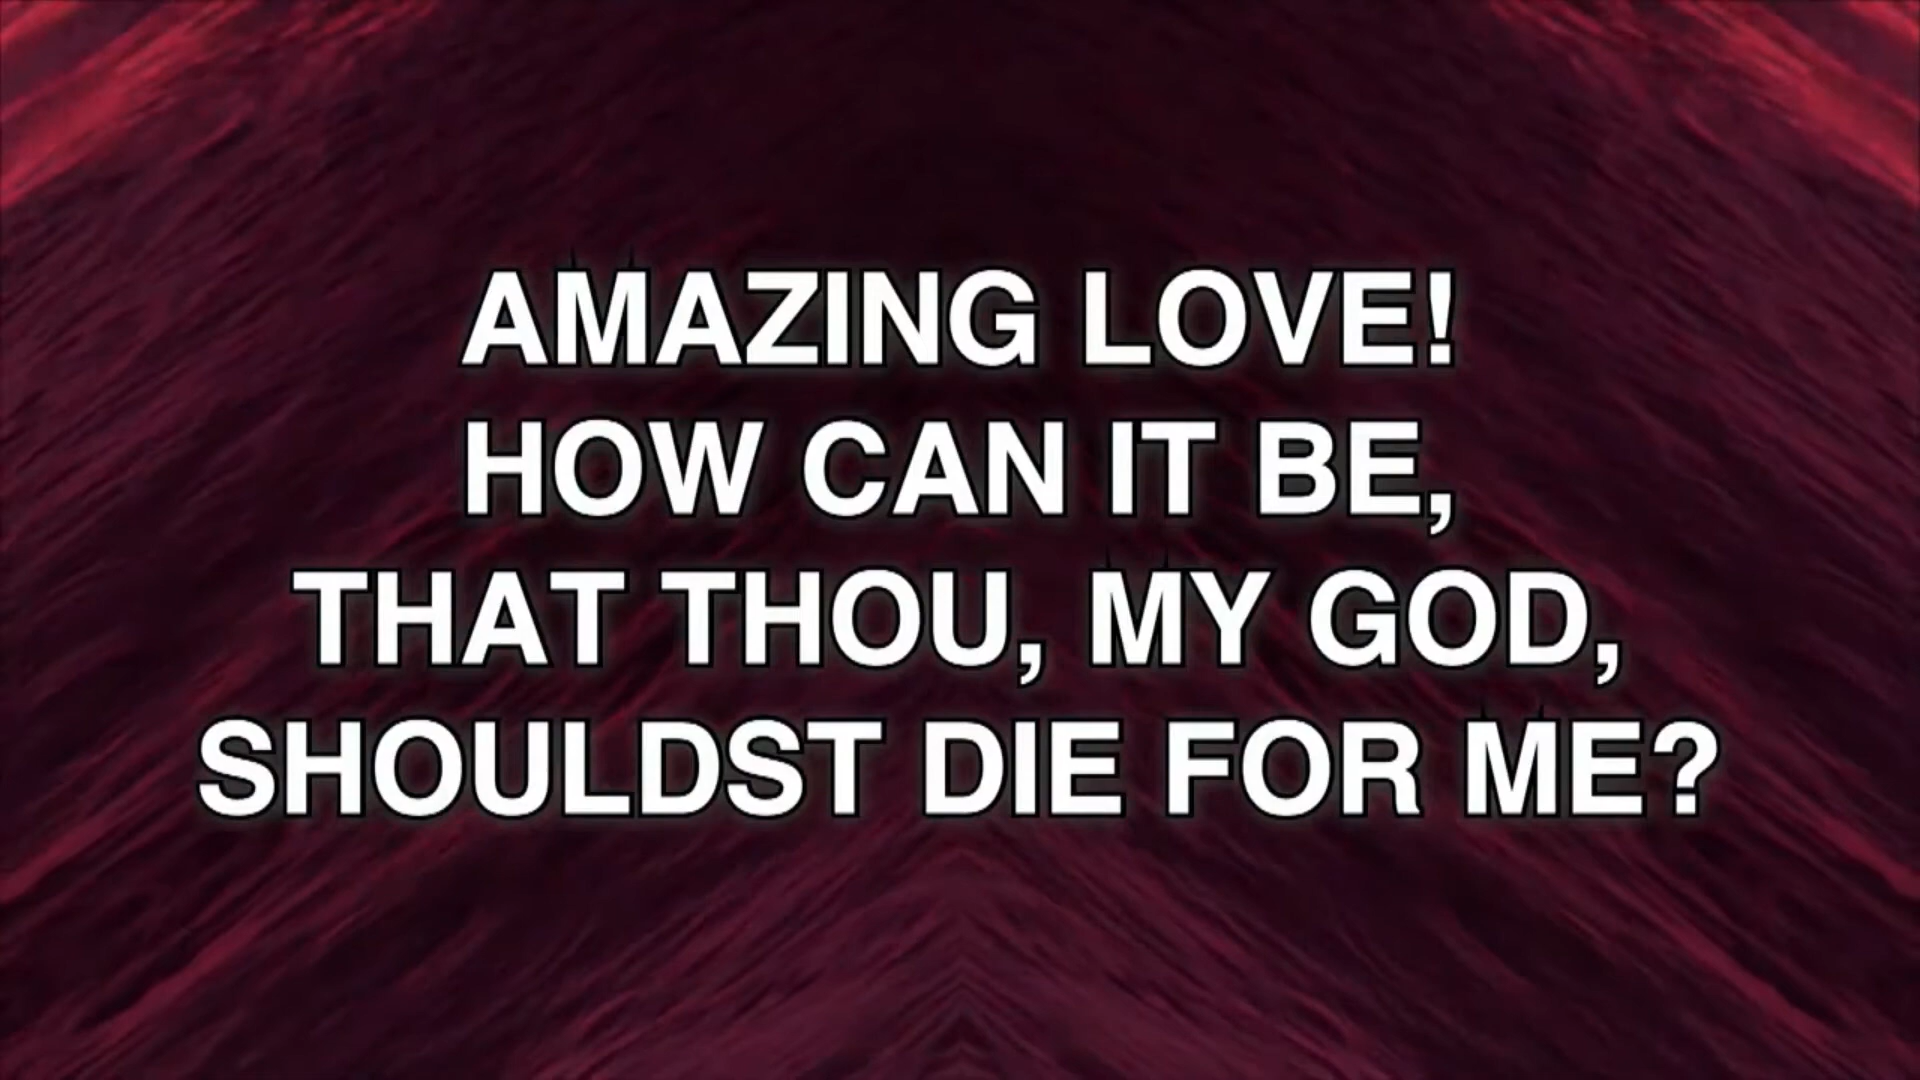 AMAZING LOVE!
HOW CAN IT BE,
THAT THOU, MY GOD,
SHOULDST DIE FOR ME?